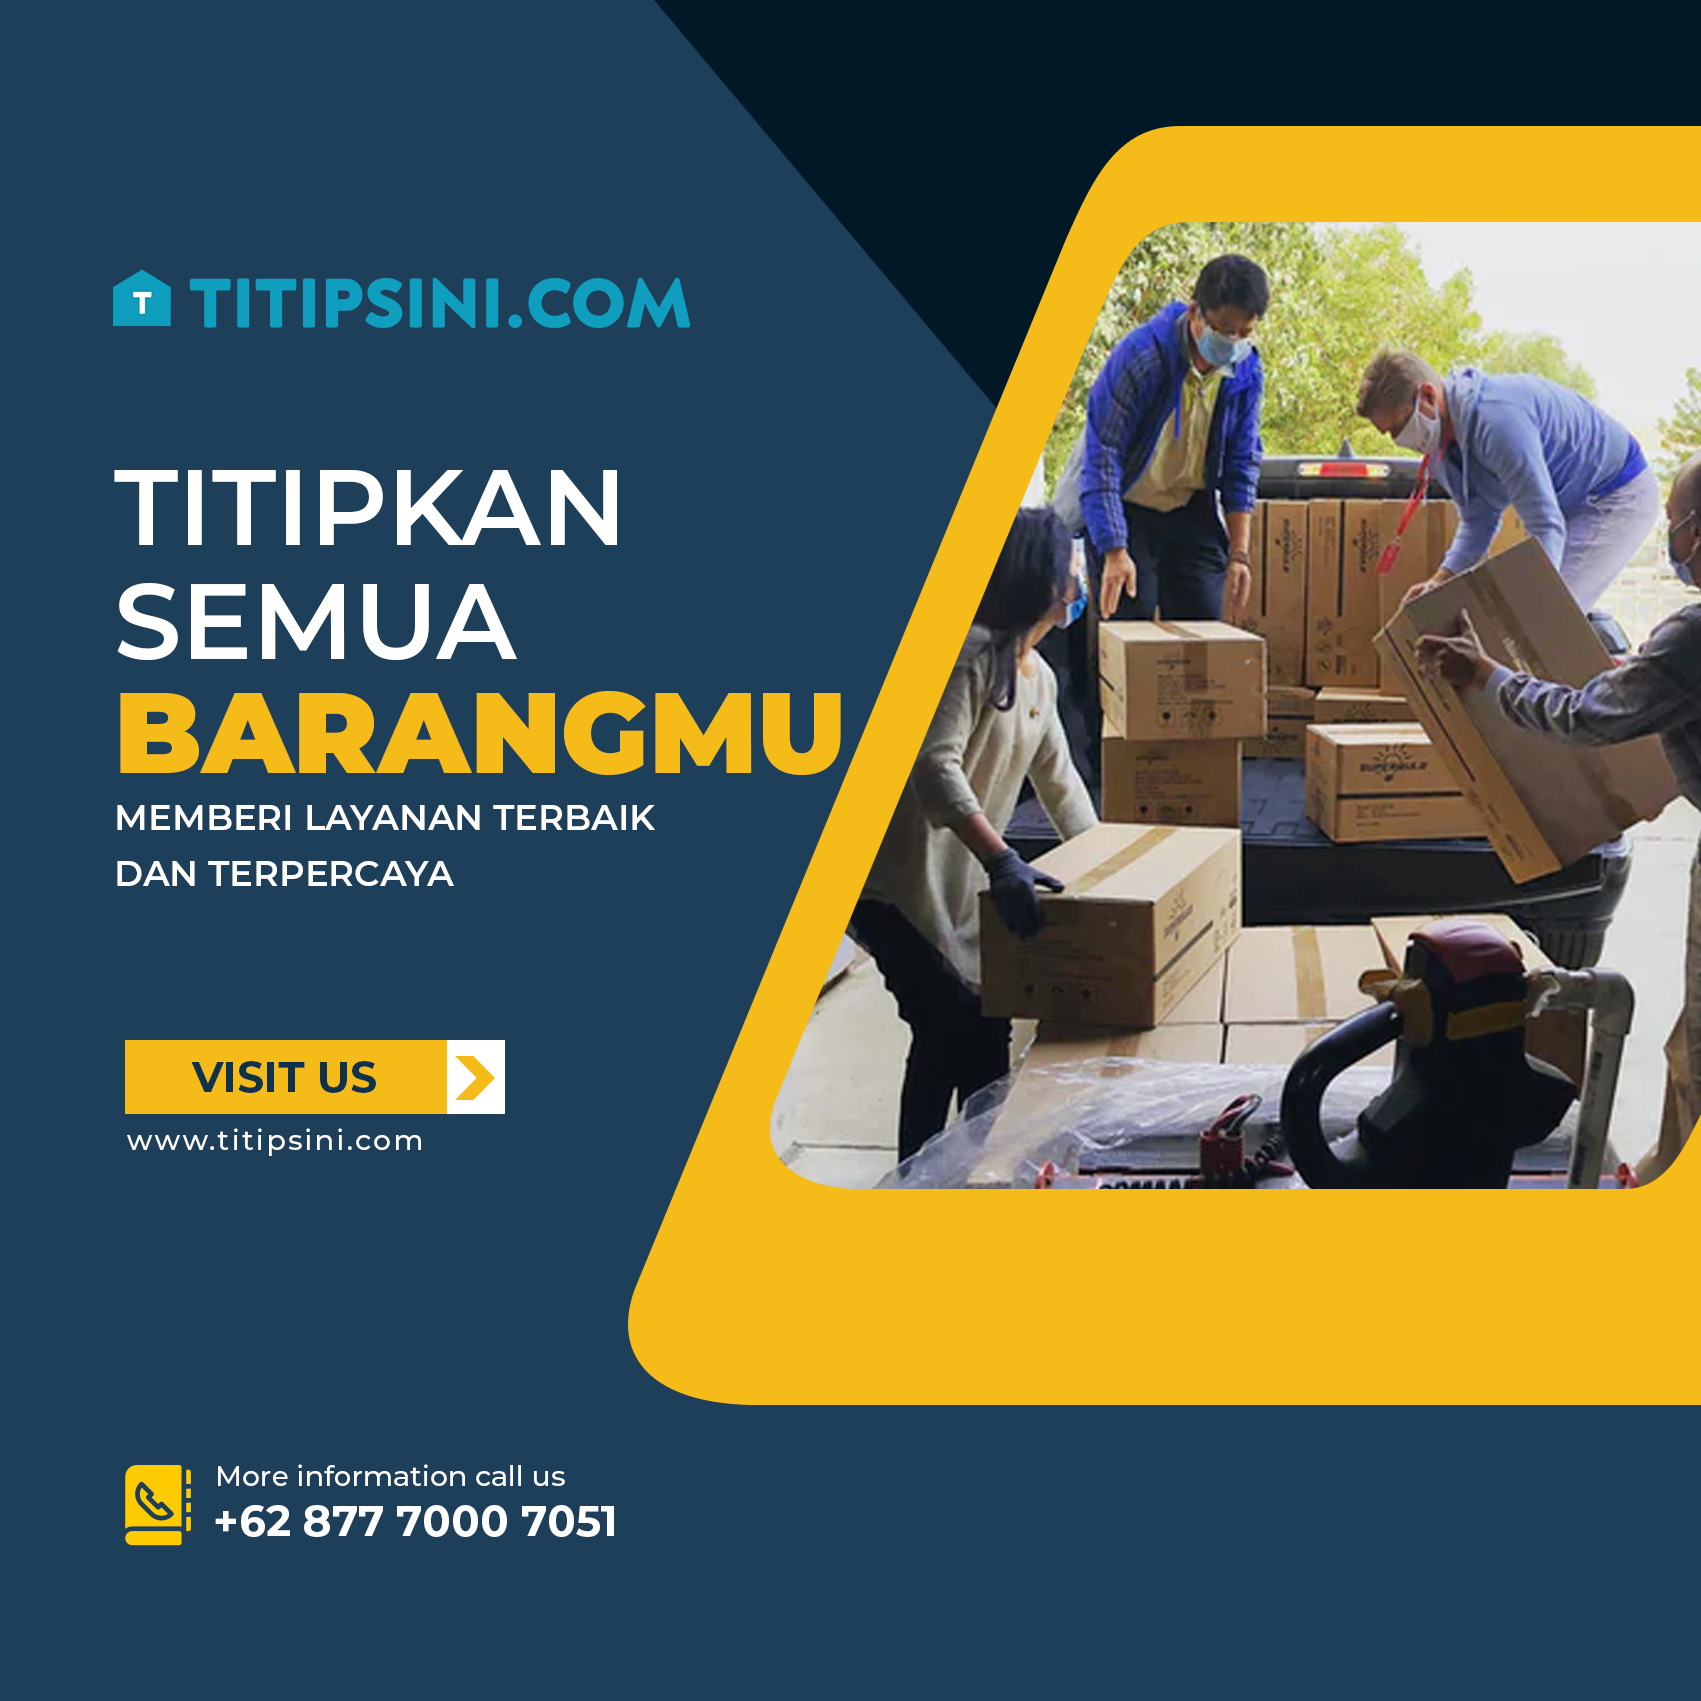 T TITIPSINI.COM
TITIPKAN
SEMUA
BARANGMU
MEMBERI LAYANAN TERBAIK
DAN TERPERCAYA
VISIT US
www.titipsini.com
More information call us
+62 877 7000 7051